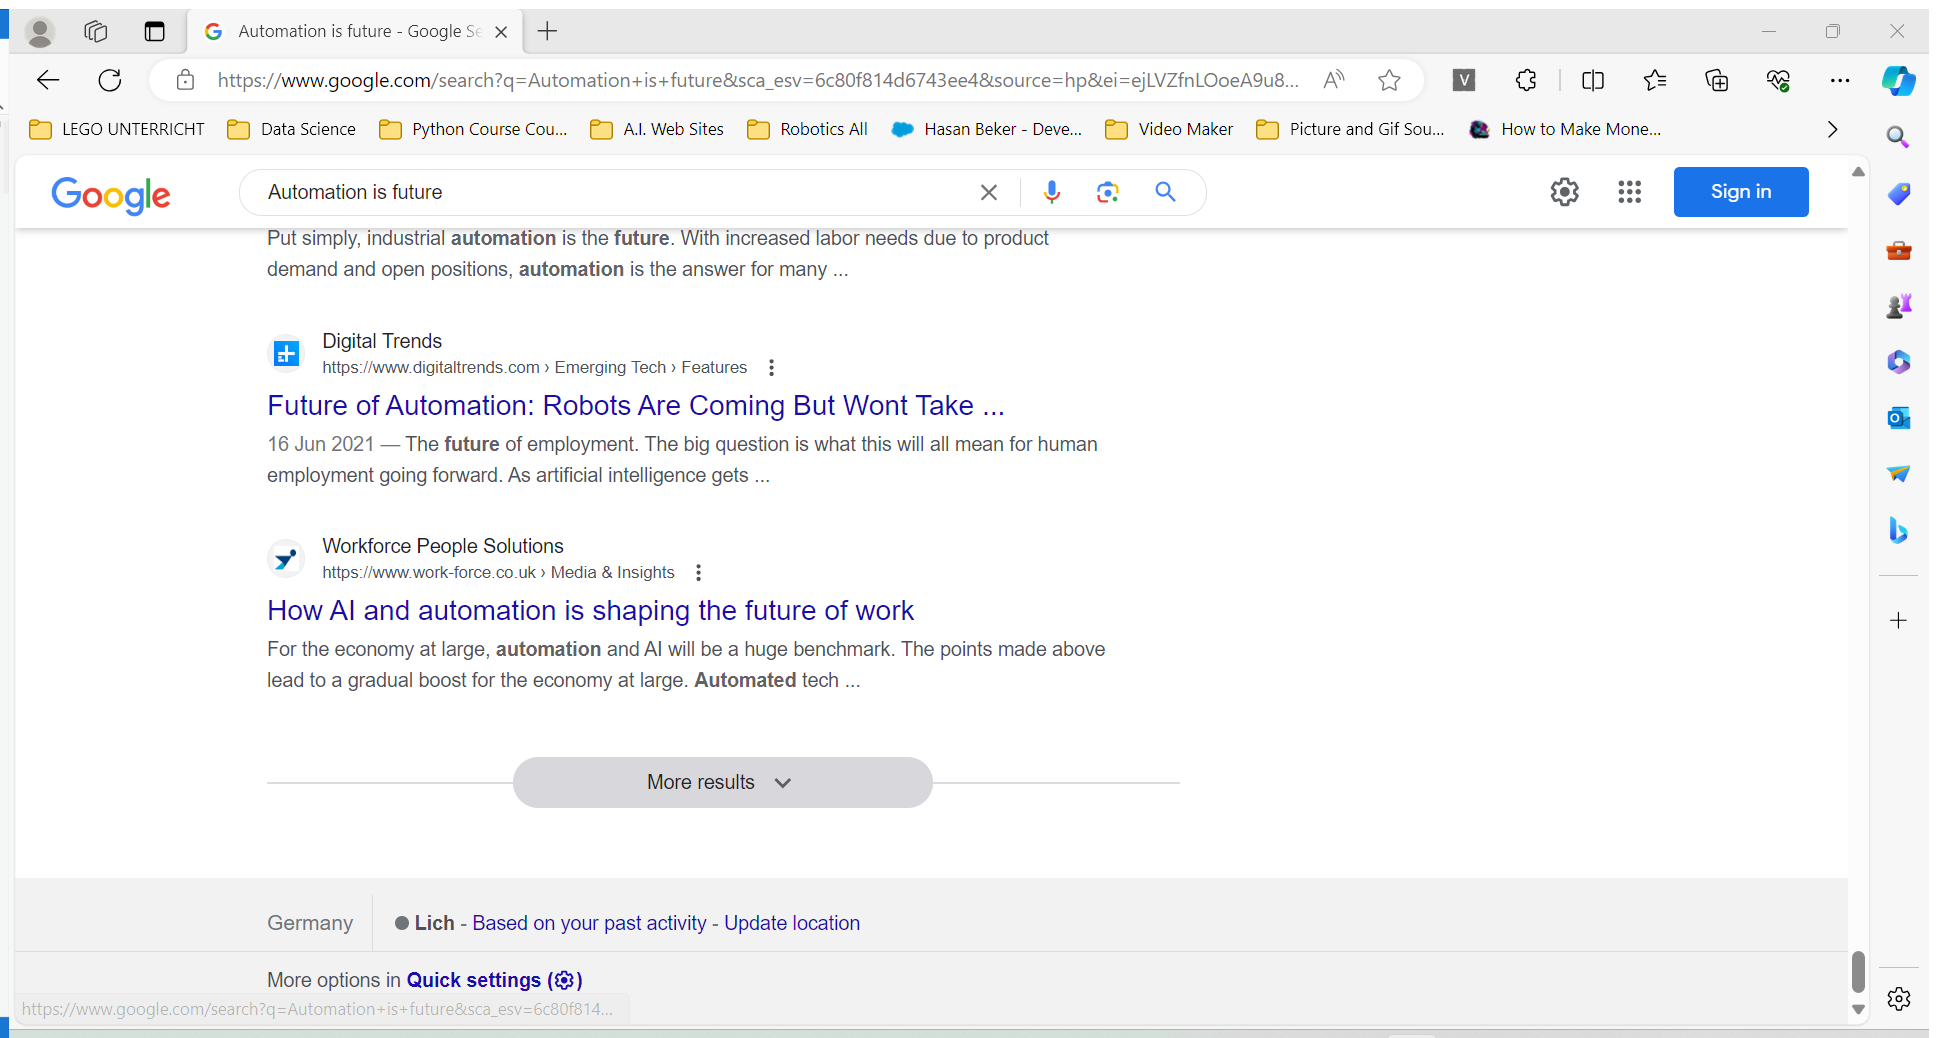 Automation is future - Google Se
https://www.google.com/search?q=Automation+is+future&sca_esv=6c80f814d6743ee4&source=hp&ei=ejLVZfnLOoeA9u8...
LEGO UNTERRICHT Data Science Python Course Cou... A.I. Web Sites Robotics All Hasan Beker - Deve... Video Maker Picture and Gif Sou... How to Make Mone...
Google Automation is future Sign in
Put simply, industrial automation is the future. With increased labor needs due to product
demand and open positions, automation is the answer for many ...
Digital Trends
https://www.digitaltrends.com › Emerging Tech › Features
Future of Automation: Robots Are Coming But Wont Take ...
16 Jun 2021 — The future of employment. The big question is what this will all mean for human
employment going forward. As artificial intelligence gets ...
Workforce People Solutions
https://www.work-force.co.uk › Media & Insights
How AI and automation is shaping the future of work
For the economy at large, automation and AI will be a huge benchmark. The points made above
lead to a gradual boost for the economy at large. Automated tech ...
More results
Germany Lich - Based on your past activity - Update location
More options in Quick settings ( )
https://www.google.com/search?q=Automation+is+future&sca_esv=6c80f814...